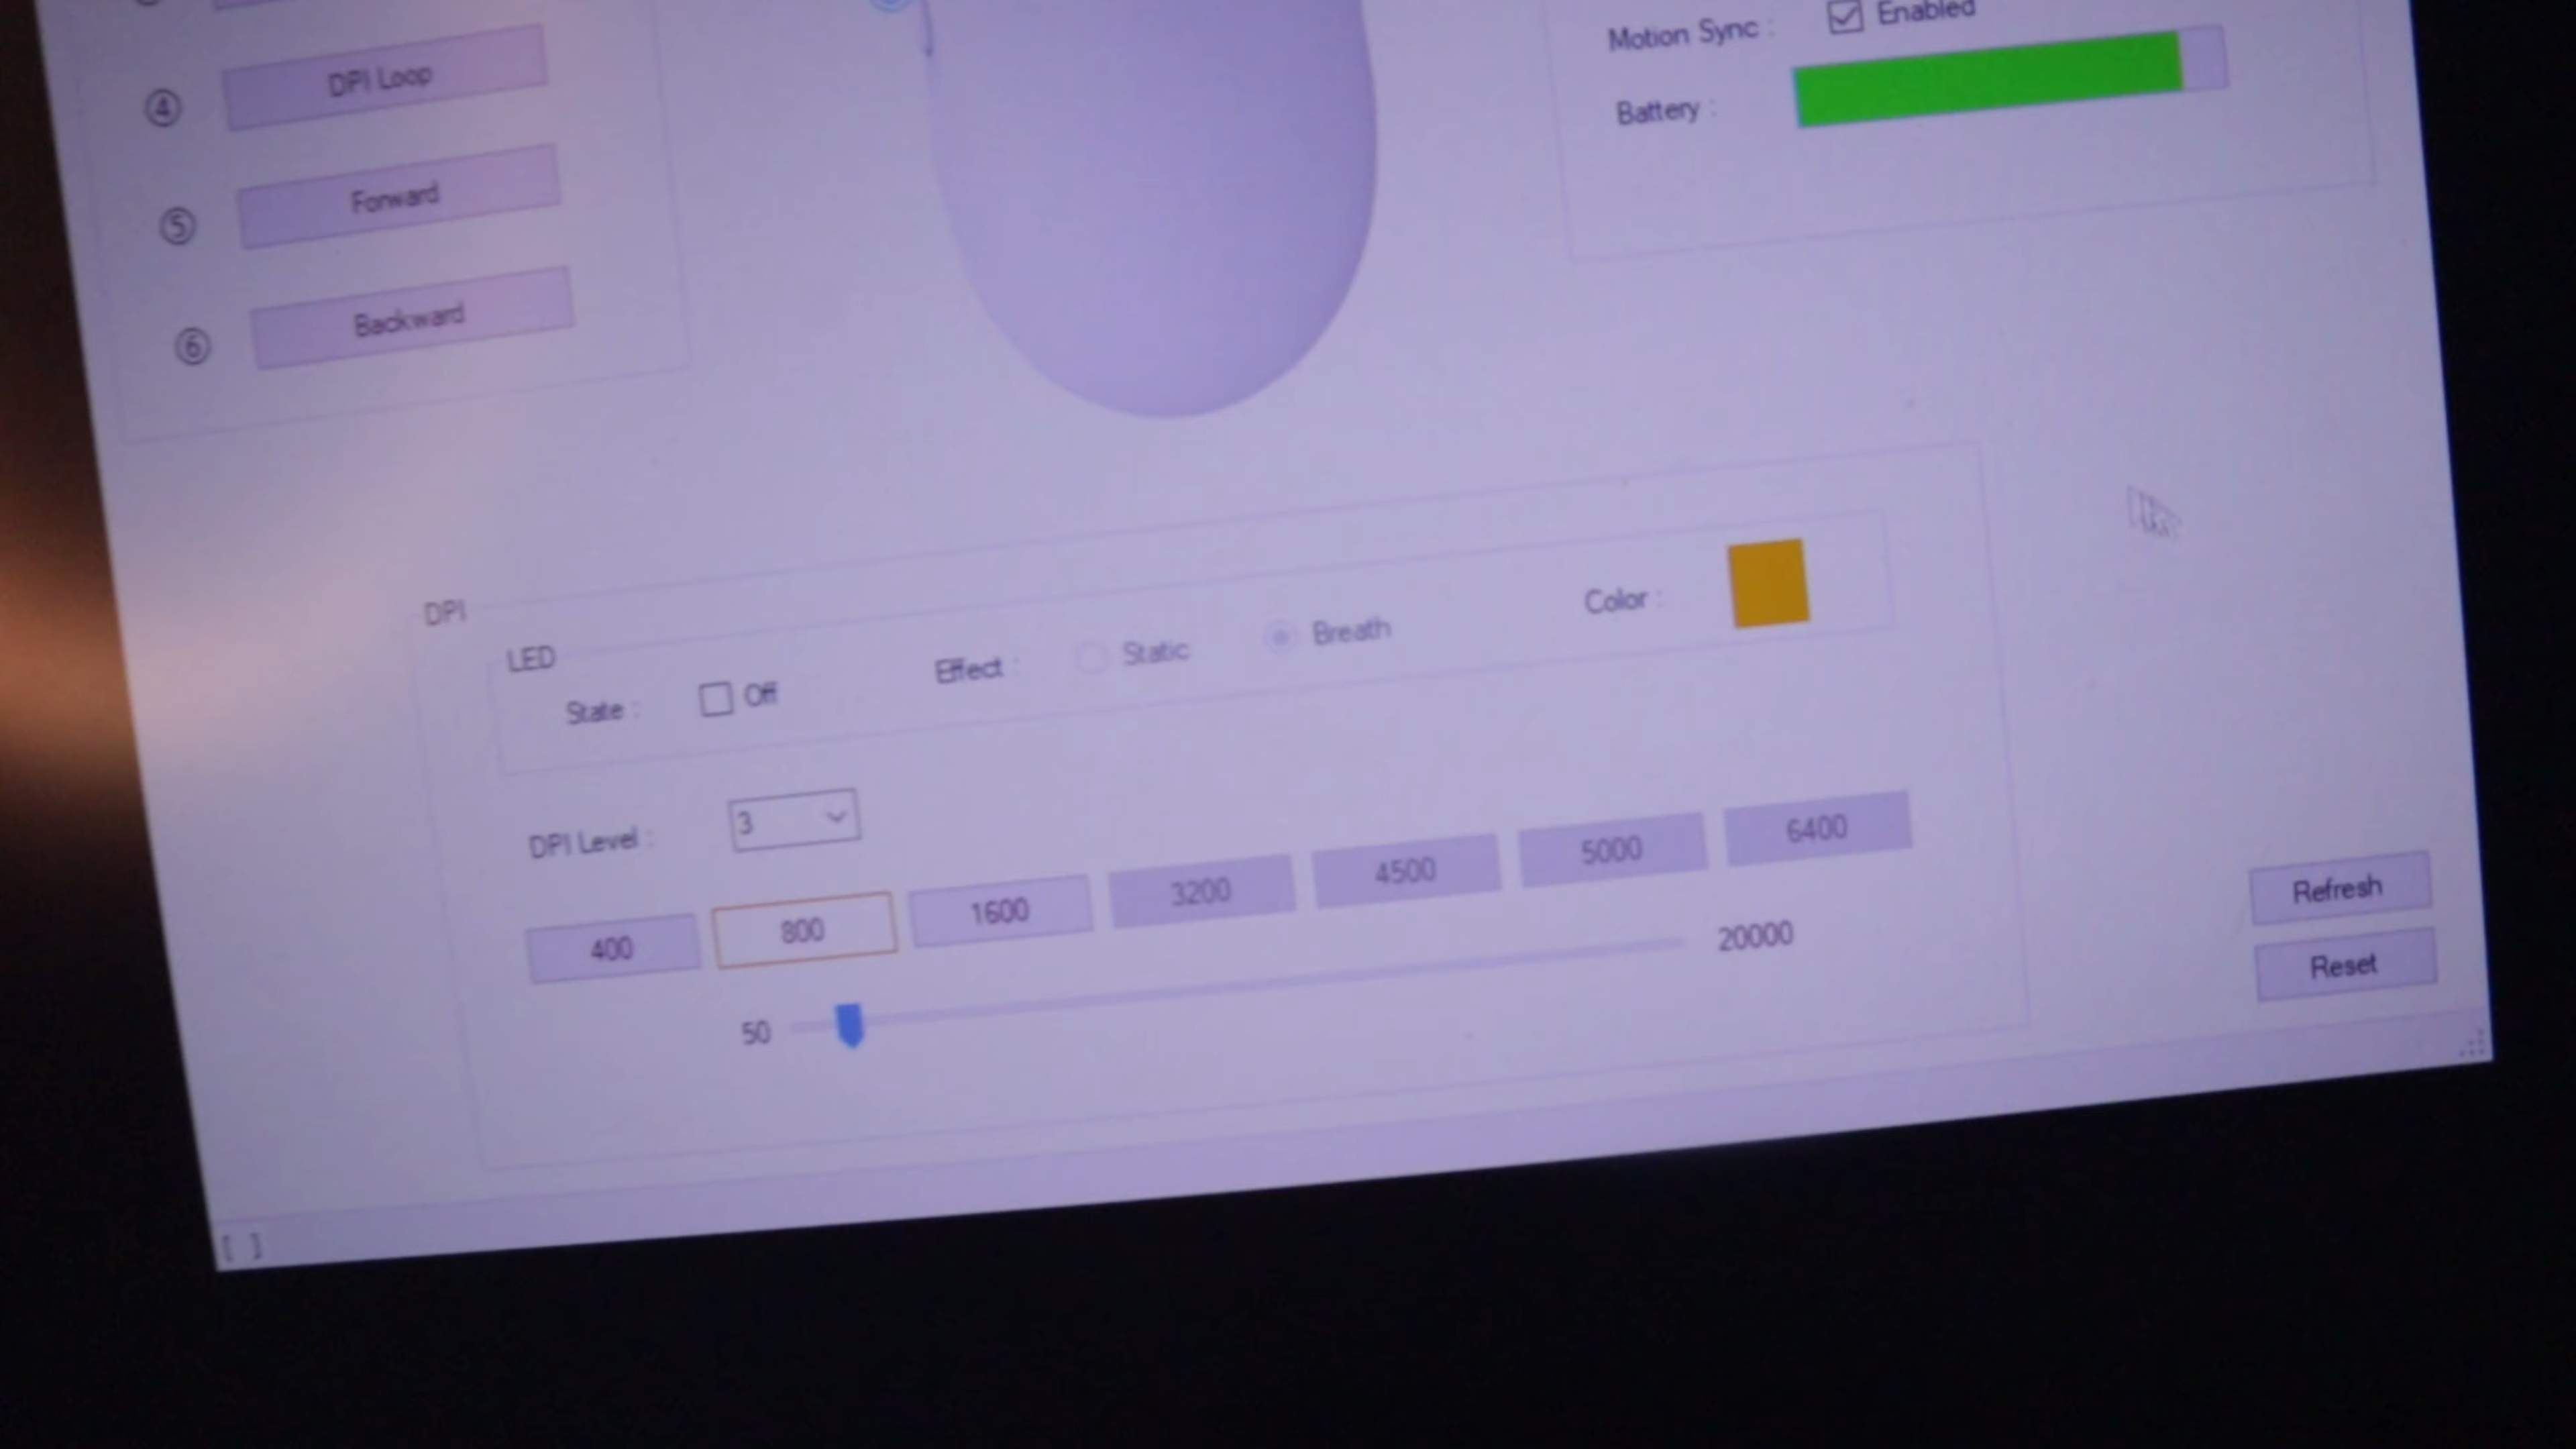 Motion Sync : Enabled
④ DPI Loop
Battery :
⑤ Forward
⑥ Backward
DPI
LED
State : Off Effect : Static Breath Color :
DPI Level : 3
400 800 1600 3200 4500 5000 6400
50 20000
Refresh
Reset
[ ]